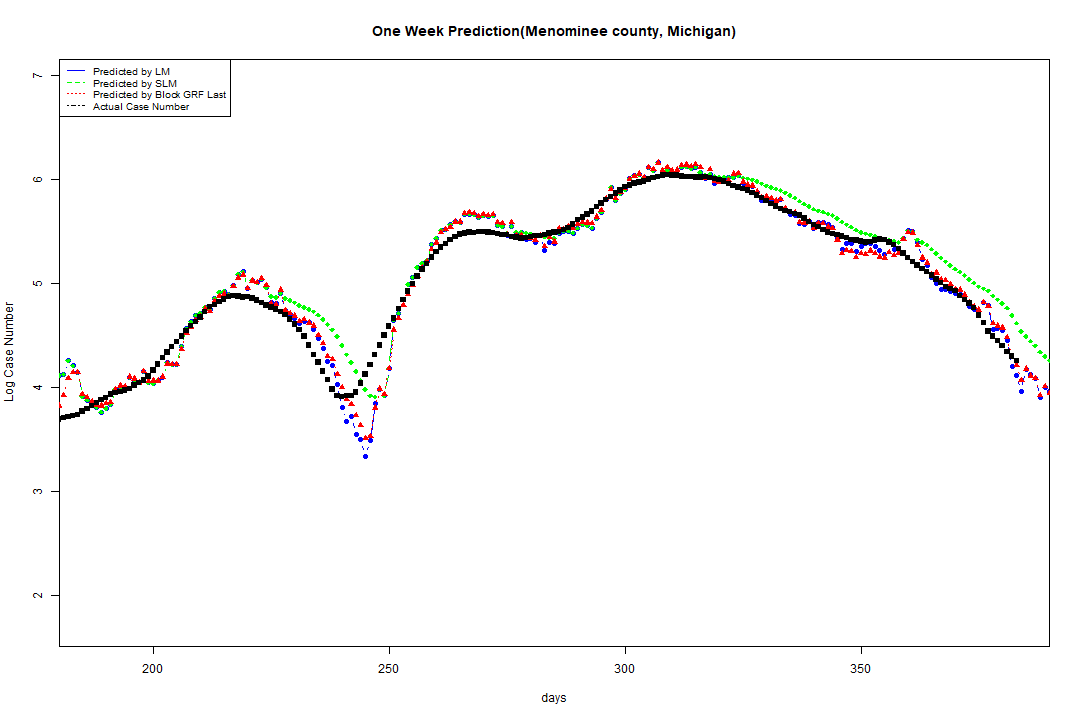 One Week Prediction(Menominee county, Michigan)
Predicted by LM
Predicted by SLM
Predicted by Block GRF Last
Actual Case Number
7
6
5
4
3
2
Log Case Number
200 250 300 350
days